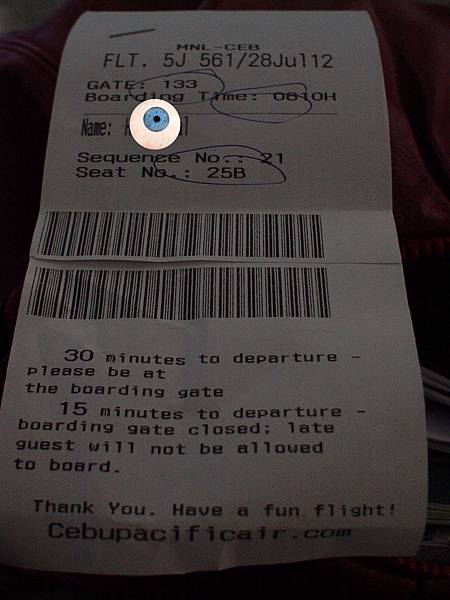 MNL-CEB
FLT. 5J 561/28Jul12
GATE: 133
Boarding Time: 0610H
Name:
Sequence No.: 21
Seat No.: 25B
30 minutes to departure -
please be at
the boarding gate
15 minutes to departure -
boarding gate closed; late
guest will not be allowed
to board.
Thank You. Have a fun flight!
Cebupacificair.com